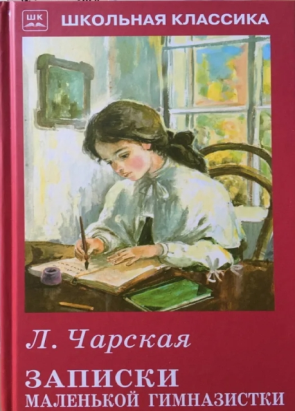 ШК
ШКОЛЬНАЯ КЛАССИКА
Л. Чарская
ЗАПИСКИ
МАЛЕНЬКОЙ ГИМНАЗИСТКИ